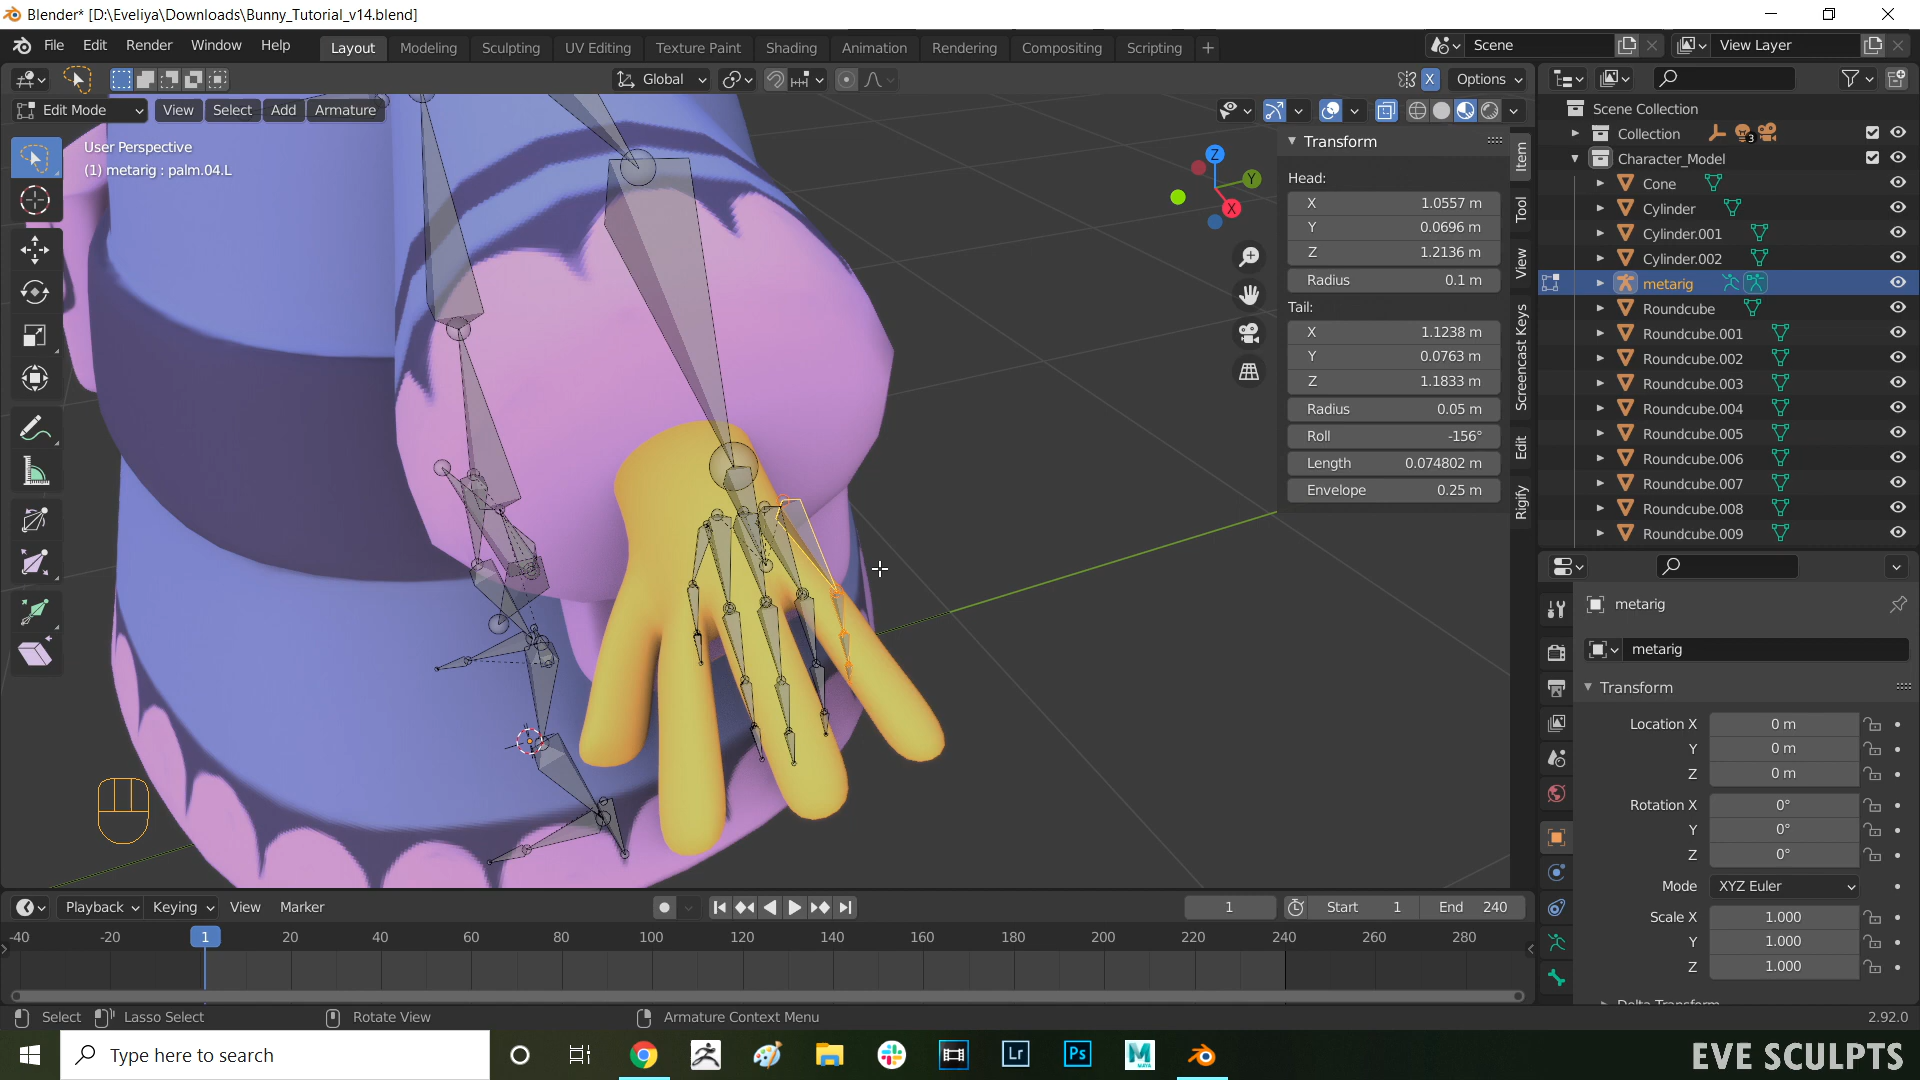 Blender* [D:\Eveliya\Downloads\Bunny_Tutorial_v14.blend]
File Edit Render Window Help Layout Modeling Sculpting UV Editing Texture Paint Shading Animation Rendering Compositing Scripting + Scene View Layer
Global X Options
Edit Mode View Select Add Armature
User Perspective
(1) metarig : palm.04.L
Z
Y
X
Transform
Head:
X 1.0557 m
Y 0.0696 m
Z 1.2136 m
Radius 0.1 m
Tail:
X 1.1238 m
Y 0.0763 m
Z 1.1833 m
Radius 0.05 m
Roll -156°
Length 0.074802 m
Envelope 0.25 m
Item
Tool
View
Screencast Keys
Edit
Rigify
Scene Collection
Collection 3
Character_Model
Cone
Cylinder
Cylinder.001
Cylinder.002
metarig
Roundcube
Roundcube.001
Roundcube.002
Roundcube.003
Roundcube.004
Roundcube.005
Roundcube.006
Roundcube.007
Roundcube.008
Roundcube.009
metarig
metarig
Transform
Location X 0 m
Y 0 m
Z 0 m
Rotation X 0°
Y 0°
Z 0°
Mode XYZ Euler
Scale X 1.000
Y 1.000
Z 1.000
Playback Keying View Marker 1 Start 1 End 240
-40 -20 1 20 40 60 80 100 120 140 160 180 200 220 240 260 280
Select Lasso Select Rotate View Armature Context Menu 2.92.0
Type here to search Lr Ps M
EVE SCULPTS